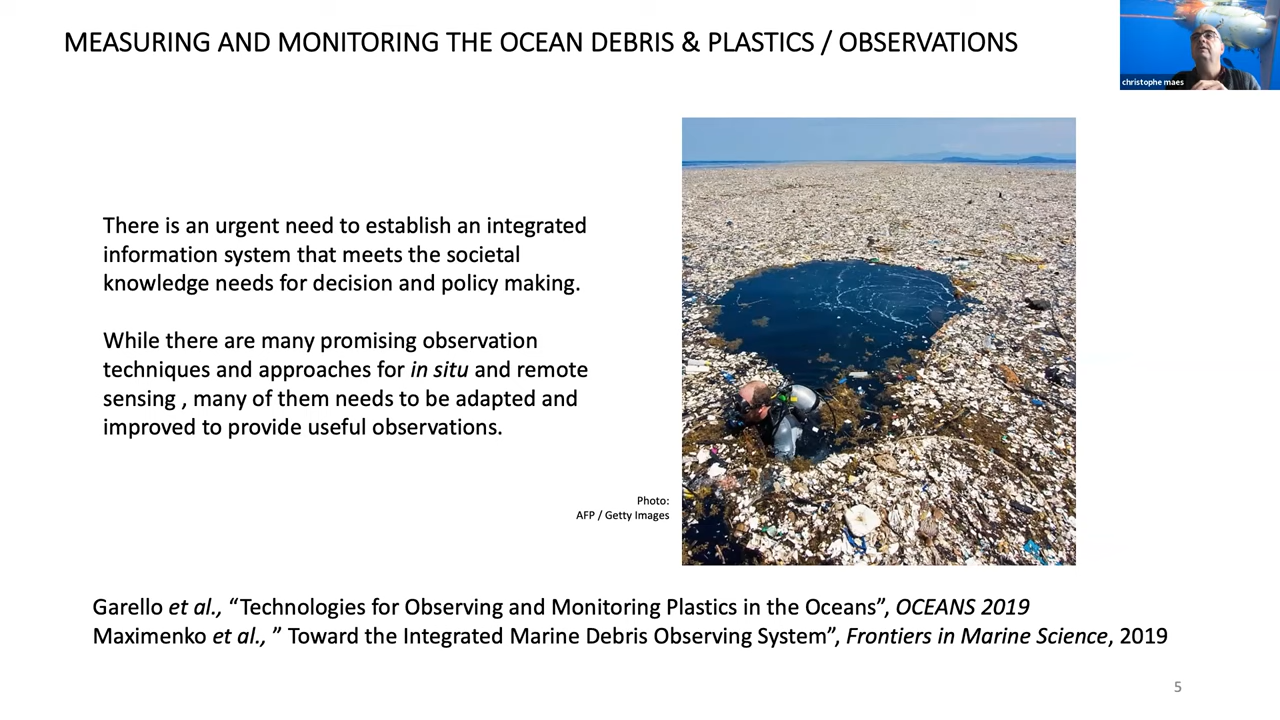 MEASURING AND MONITORING THE OCEAN DEBRIS & PLASTICS / OBSERVATIONS
christophe maes
There is an urgent need to establish an integrated
information system that meets the societal
knowledge needs for decision and policy making.
While there are many promising observation
techniques and approaches for in situ and remote
sensing , many of them needs to be adapted and
improved to provide useful observations.
Photo:
AFP / Getty Images
Garello et al., “Technologies for Observing and Monitoring Plastics in the Oceans”, OCEANS 2019
Maximenko et al., ” Toward the Integrated Marine Debris Observing System”, Frontiers in Marine Science, 2019
5